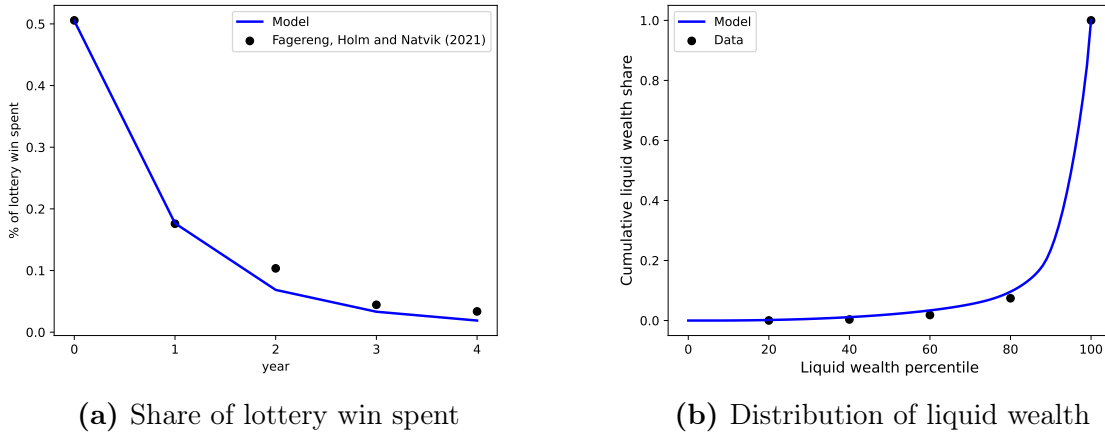 0.5
0.4
0.3
0.2
0.1
0.0
% of lottery win spent
Model
Fagereng, Holm and Natvik (2021)
0 1 2 3 4
year
(a) Share of lottery win spent
1.0
0.8
0.6
0.4
0.2
0.0
Cumulative liquid wealth share
Model
Data
0 20 40 60 80 100
Liquid wealth percentile
(b) Distribution of liquid wealth